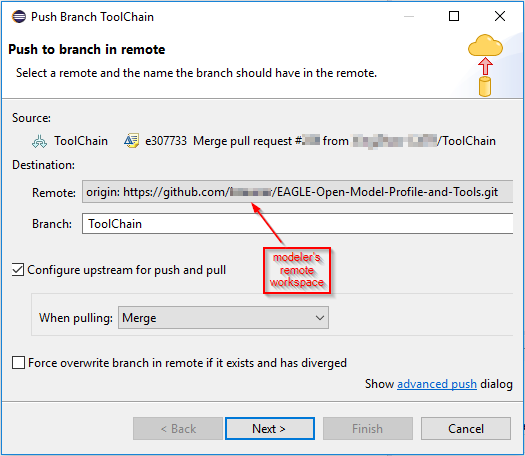 Push Branch ToolChain
Push to branch in remote
Select a remote and the name the branch should have in the remote.
Source:
ToolChain e307733 Merge pull request # from /ToolChain
Destination:
Remote: origin: https://github.com/ /EAGLE-Open-Model-Profile-and-Tools.git
Branch: ToolChain
modeler's
remote
workspace
Configure upstream for push and pull
When pulling: Merge
Force overwrite branch in remote if it exists and has diverged
Show advanced push dialog
< Back Next > Finish Cancel